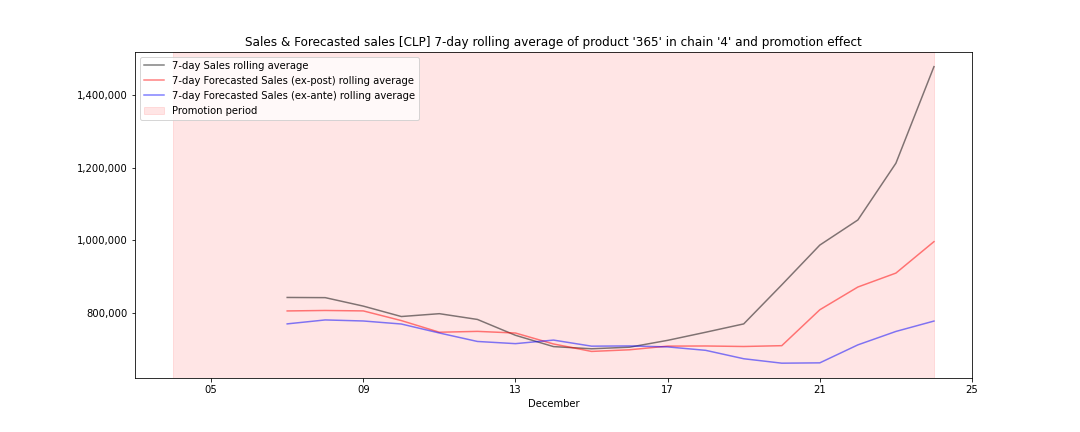 Sales & Forecasted sales [CLP] 7-day rolling average of product '365' in chain '4' and promotion effect
7-day Sales rolling average
7-day Forecasted Sales (ex-post) rolling average
7-day Forecasted Sales (ex-ante) rolling average
Promotion period
1,400,000
1,200,000
1,000,000
800,000
05 09 13 17 21 25
December